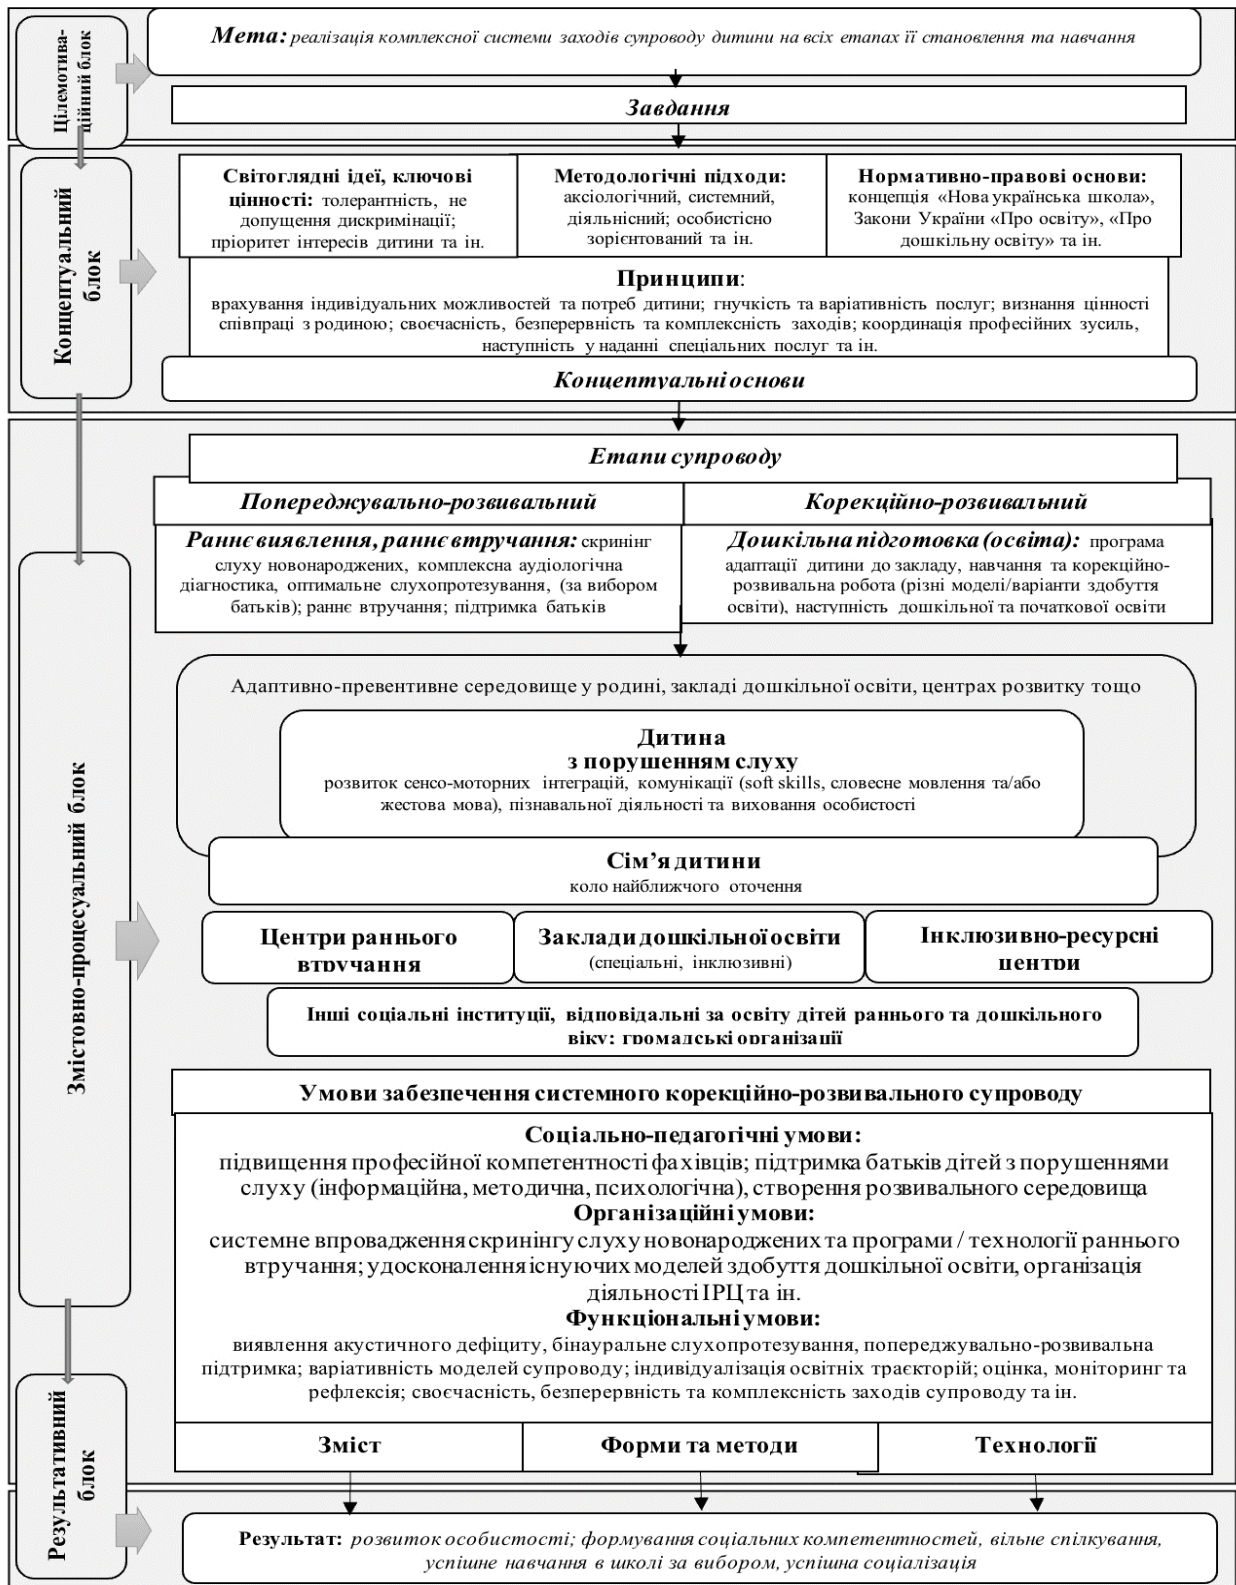 Цілемотива-
ційний блок
Мета: реалізація комплексної системи заходів супроводу дитини на всіх етапах її становлення та навчання
Завдання
Концептуальний
блок
Світоглядні ідеї, ключові
цінності: толерантність, не
допущення дискримінації;
пріоритет інтересів дитини та ін.
Методологічні підходи:
аксіологічний, системний,
діяльнісний; особистісно
зорієнтований та ін.
Нормативно-правові основи:
концепція «Нова українська школа»,
Закони України «Про освіту», «Про
дошкільну освіту» та ін.
Принципи:
врахування індивідуальних можливостей та потреб дитини; гнучкість та варіативність послуг; визнання цінності
співпраці з родиною; своєчасність, безперервність та комплексність заходів; координація професійних зусиль,
наступність у наданні спеціальних послуг та ін.
Концептуальні основи
Змістовно-процесуальний блок
Етапи супроводу
Попереджувально-розвивальний
Корекційно-розвивальний
Раннє виявлення, раннє втручання: скринінг
слуху новонароджених, комплексна аудіологічна
діагностика, оптимальне слухопротезування, (за вибором
батьків); раннє втручання; підтримка батьків
Дошкільна підготовка (освіта): програма
адаптації дитини до закладу, навчання та корекційно-
розвивальна робота (різні моделі/варіанти здобуття
освіти), наступність дошкільної та початкової освіти
Адаптивно-превентивне середовище у родині, закладі дошкільної освіти, центрах розвитку тощо
Дитина
з порушенням слуху
розвиток сенсо-моторних інтеграцій, комунікації (soft skills, словесне мовлення та/або
жестова мова), пізнавальної діяльності та виховання особистості
Сім’я дитини
коло найближчого оточення
Центри раннього
втручання
Заклади дошкільної освіти
(спеціальні, інклюзивні)
Інклюзивно-ресурсні
центри
Інші соціальні інституції, відповідальні за освіту дітей раннього та дошкільного
віку; громадські організації
Умови забезпечення системного корекційно-розвивального супроводу
Соціально-педагогічні умови:
підвищення професійної компетентності фахівців; підтримка батьків дітей з порушеннями
слуху (інформаційна, методична, психологічна), створення розвивального середовища
Організаційні умови:
системне впровадження скринінгу слуху новонароджених та програми / технології раннього
втручання; удосконалення існуючих моделей здобуття дошкільної освіти, організація
діяльності ІРЦ та ін.
Функціональні умови:
виявлення акустичного дефіциту, бінауральне слухопротезування, попереджувально-розвивальна
підтримка; варіативність моделей супроводу; індивідуалізація освітніх траєкторій; оцінка, моніторинг та
рефлексія; своєчасність, безперервність та комплексність заходів супроводу та ін.
Зміст
Форми та методи
Технології
Результативний
блок
Результат: розвиток особистості; формування соціальних компетентностей, вільне спілкування,
успішне навчання в школі за вибором, успішна соціалізація